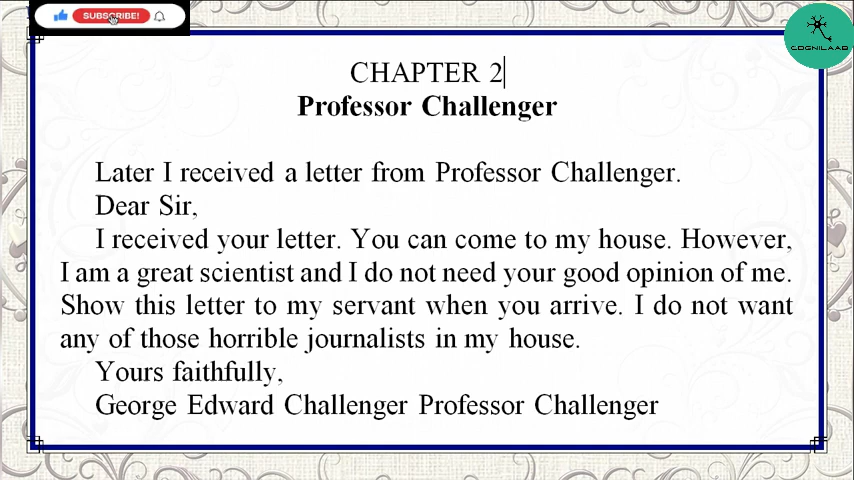 SUBSCRIBE!
COGNILAAB
CHAPTER 2
Professor Challenger
Later I received a letter from Professor Challenger.
Dear Sir,
I received your letter. You can come to my house. However,
I am a great scientist and I do not need your good opinion of me.
Show this letter to my servant when you arrive. I do not want
any of those horrible journalists in my house.
Yours faithfully,
George Edward Challenger Professor Challenger